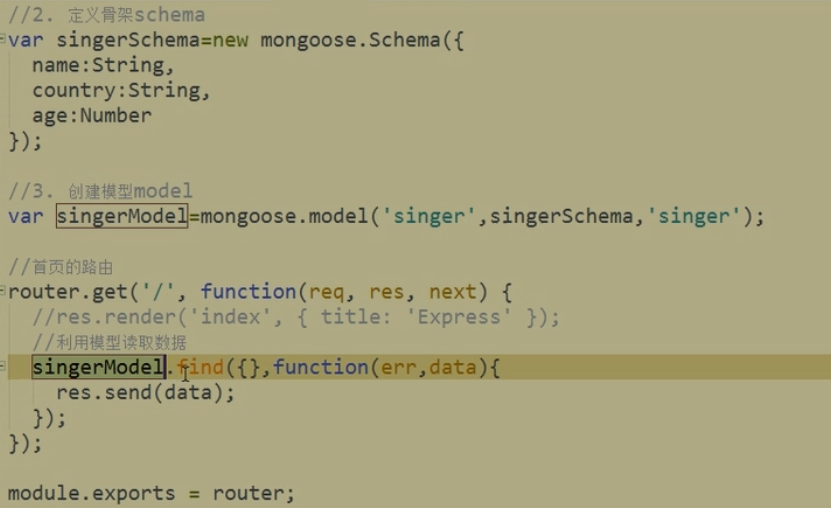 //2. 定义骨架schema
var singerSchema=new mongoose.Schema({
  name:String,
  country:String,
  age:Number
});
//3. 创建模型model
var singerModel=mongoose.model('singer',singerSchema,'singer');
//首页的路由
router.get('/', function(req, res, next) {
  //res.render('index', { title: 'Express' });
  //利用模型读取数据
  singerModel.find({},function(err,data){
    res.send(data);
  });
});
module.exports = router;